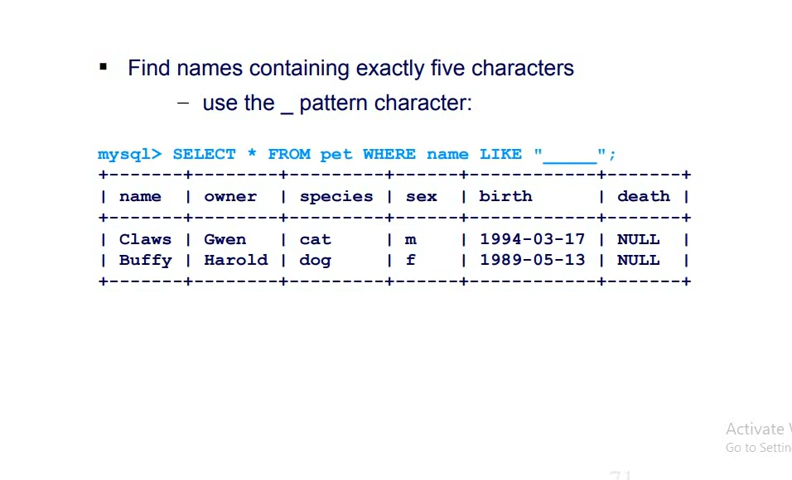 ▪ Find names containing exactly five characters
– use the _ pattern character:
mysql> SELECT * FROM pet WHERE name LIKE "_____";
+-------+--------+---------+------+------------+-------+
| name | owner | species | sex | birth | death |
+-------+--------+---------+------+------------+-------+
| Claws | Gwen | cat | m | 1994-03-17 | NULL |
| Buffy | Harold | dog | f | 1989-05-13 | NULL |
+-------+--------+---------+------+------------+-------+
Activate
Go to Settin
71